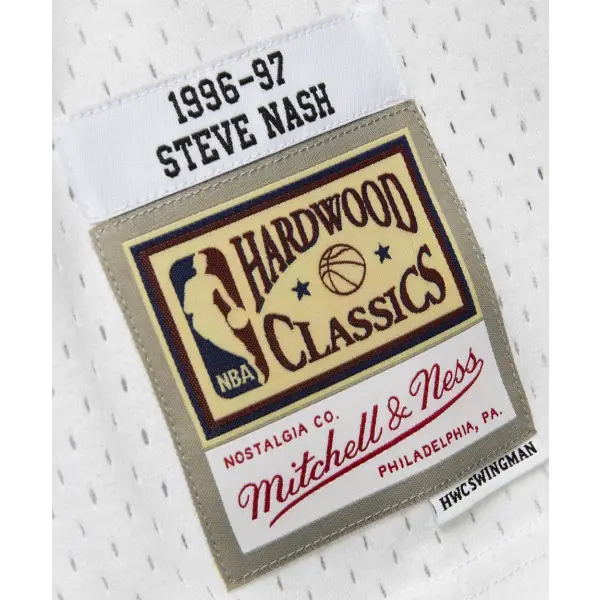 1996-97
STEVE NASH
HARDWOOD
CLASSICS
NBA
NOSTALGIA CO.
Mitchell & Ness
PHILADELPHIA, PA.
HWCSWINGMAN